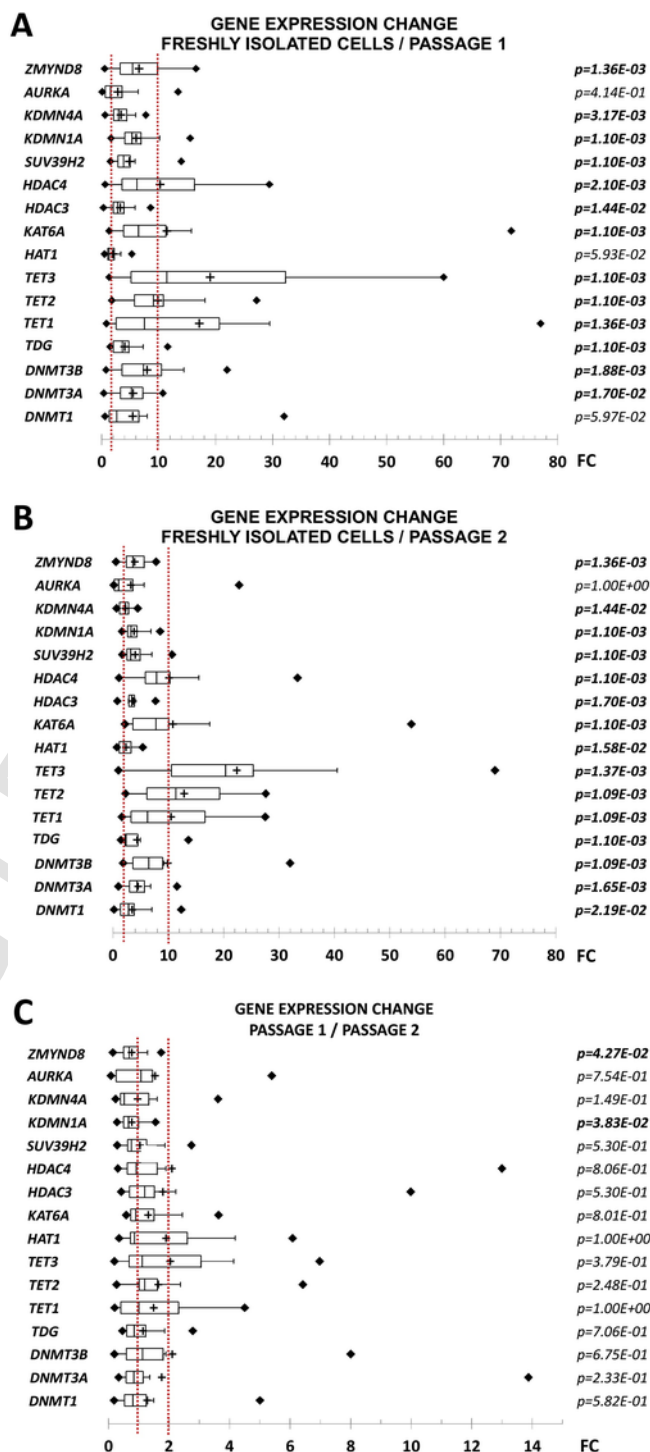 A
GENE EXPRESSION CHANGE
FRESHLY ISOLATED CELLS / PASSAGE 1
ZMYND8 p=1.36E-03
AURKA p=4.14E-01
KDMN4A p=3.17E-03
KDMN1A p=1.10E-03
SUV39H2 p=1.10E-03
HDAC4 p=2.10E-03
HDAC3 p=1.44E-02
KAT6A p=1.10E-03
HAT1 p=5.93E-02
TET3 p=1.10E-03
TET2 p=1.10E-03
TET1 p=1.36E-03
TDG p=1.10E-03
DNMT3B p=1.88E-03
DNMT3A p=1.70E-02
DNMT1 p=5.97E-02
0 10 20 30 40 50 60 70 80 FC
B
GENE EXPRESSION CHANGE
FRESHLY ISOLATED CELLS / PASSAGE 2
ZMYND8 p=1.36E-03
AURKA p=1.00E+00
KDMN4A p=1.44E-02
KDMN1A p=1.10E-03
SUV39H2 p=1.10E-03
HDAC4 p=1.10E-03
HDAC3 p=1.70E-03
KAT6A p=1.10E-03
HAT1 p=1.58E-02
TET3 p=1.37E-03
TET2 p=1.09E-03
TET1 p=1.09E-03
TDG p=1.10E-03
DNMT3B p=1.09E-03
DNMT3A p=1.65E-03
DNMT1 p=2.19E-02
0 10 20 30 40 50 60 70 80 FC
C
GENE EXPRESSION CHANGE
PASSAGE 1 / PASSAGE 2
ZMYND8 p=4.27E-02
AURKA p=7.54E-01
KDMN4A p=1.49E-01
KDMN1A p=3.83E-02
SUV39H2 p=5.30E-01
HDAC4 p=8.06E-01
HDAC3 p=5.30E-01
KAT6A p=8.01E-01
HAT1 p=1.00E+00
TET3 p=3.79E-01
TET2 p=2.48E-01
TET1 p=1.00E+00
TDG p=7.06E-01
DNMT3B p=6.75E-01
DNMT3A p=2.33E-01
DNMT1 p=5.82E-01
0 2 4 6 8 10 12 14 FC